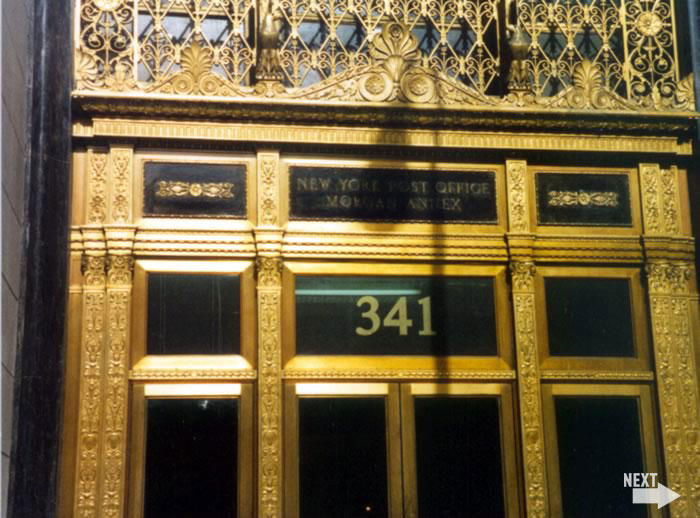 NEW YORK POST OFFICE
MORGAN ANNEX
341
NEXT